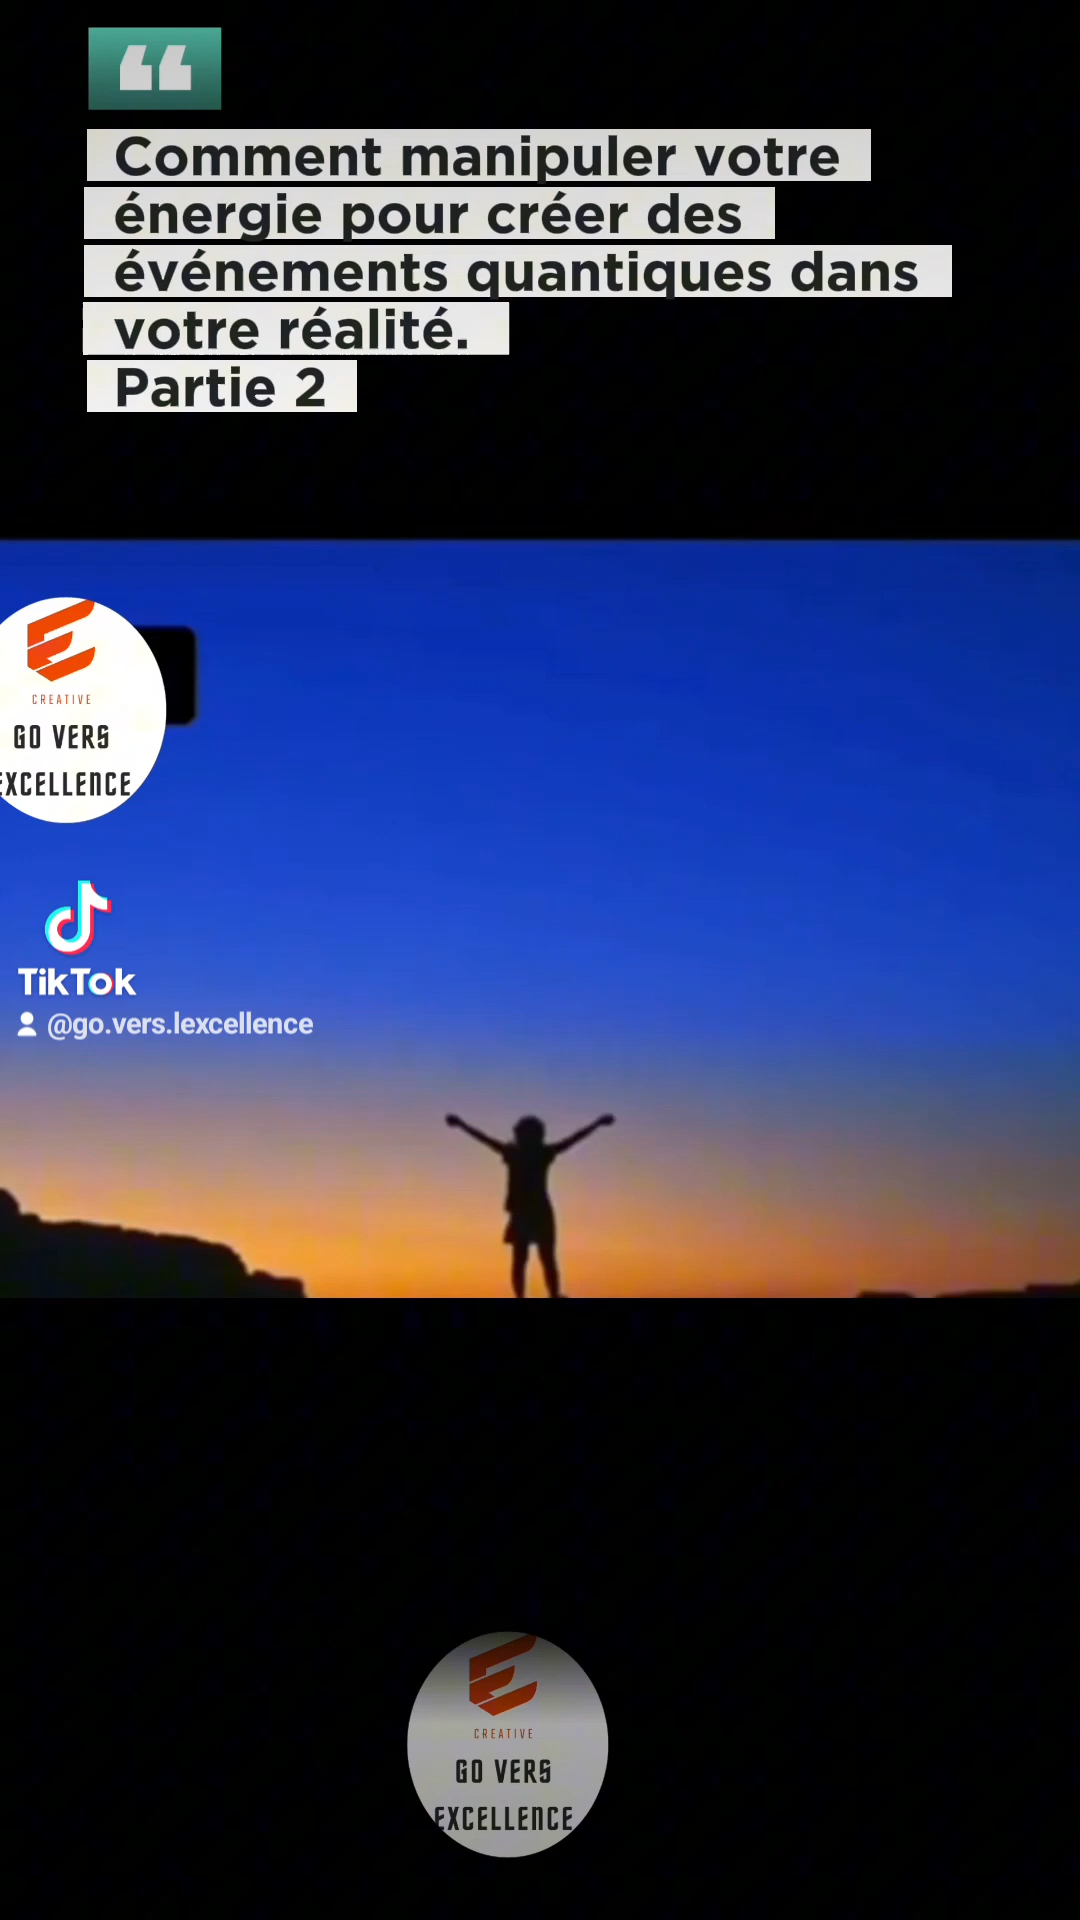 Comment manipuler votre
énergie pour créer des
événements quantiques dans
votre réalité.
Partie 2
CREATIVE
GO VERS
EXCELLENCE
TikTok
@go.vers.lexcellence
CREATIVE
GO VERS
EXCELLENCE